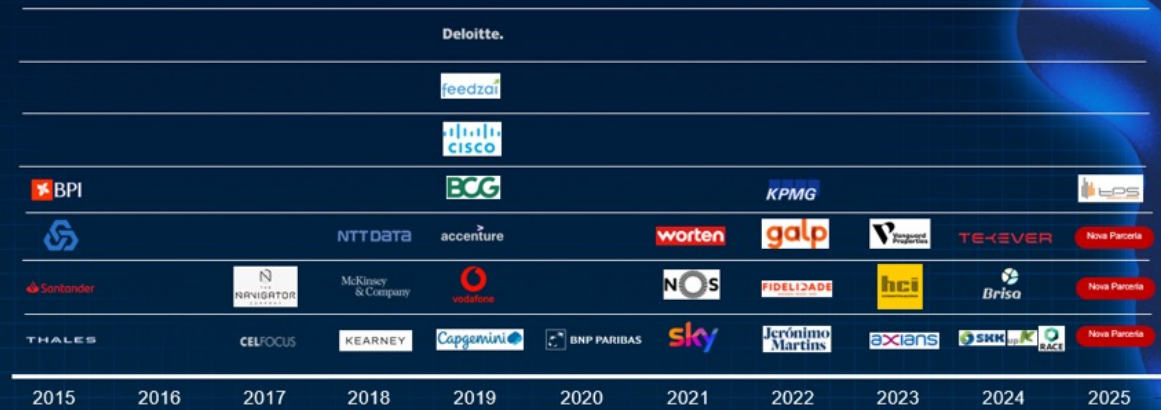 Deloitte.
feedzai
CISCO
BPI
BCG
KPMG
tps
NTT DATA
accenture
worten
galp
Vanguard Properties
TEKEVER
Nova Parceria
Santander
THE NAVIGATOR COMPANY
McKinsey & Company
vodafone
NOS
FIDELIDADE
hci
Brisa
Nova Parceria
THALES
CELFOCUS
KEARNEY
Capgemini
BNP PARIBAS
sky
Jerónimo Martins
axians
SKK
up
K
RACE
Nova Parceria
2015 2016 2017 2018 2019 2020 2021 2022 2023 2024 2025